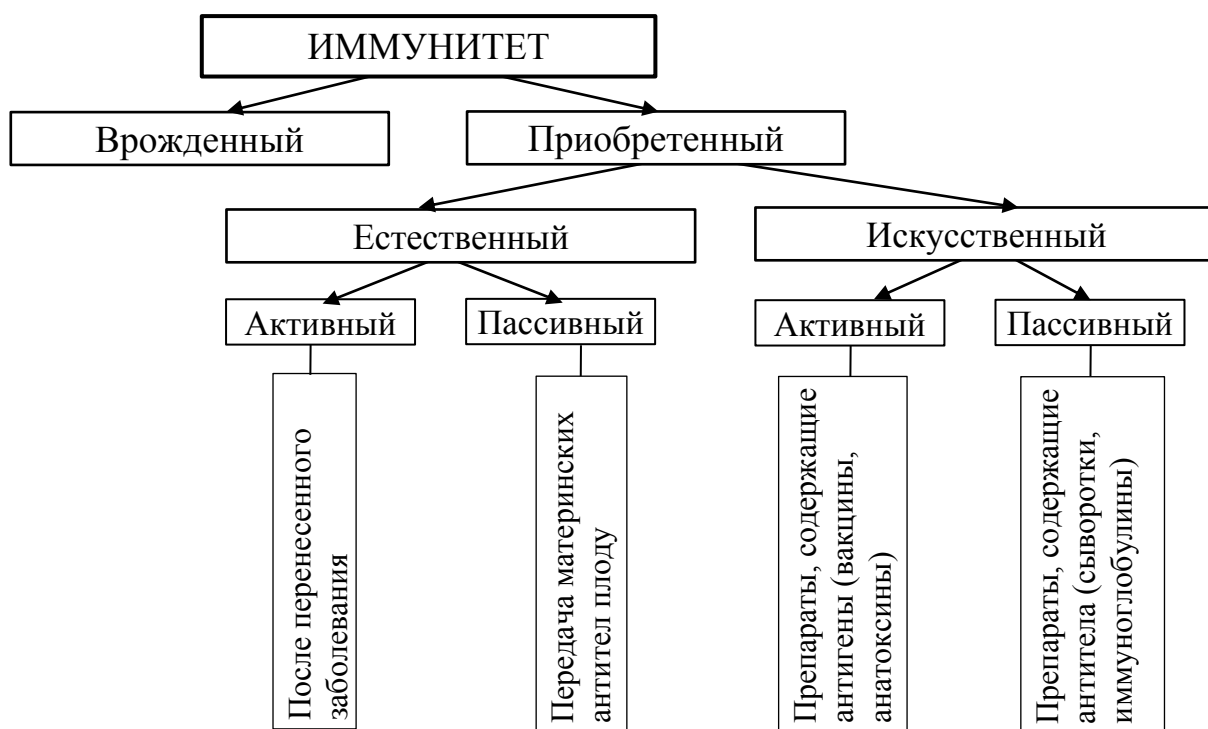 ИММУНИТЕТ
Врожденный
Приобретенный
Естественный
Искусственный
Активный
Пассивный
Активный
Пассивный
После перенесенного
заболевания
Передача материнских
антител плоду
Препараты, содержащие
антигены (вакцины,
анатоксины)
Препараты, содержащие
антитела (сыворотки,
иммуноглобулины)